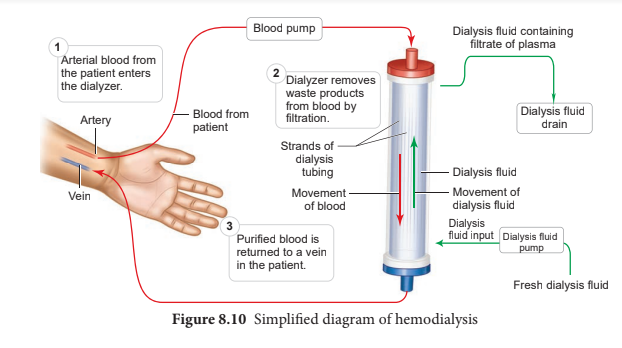 Blood pump
Dialysis fluid containing
filtrate of plasma
1
Arterial blood from
the patient enters
the dialyzer.
2
Dialyzer removes
waste products
from blood by
filtration.
Artery
Blood from
patient
Dialysis fluid
drain
Strands of
dialysis
tubing
Dialysis fluid
Vein
Movement
of blood
Movement of
dialysis fluid
3
Purified blood is
returned to a vein
in the patient.
Dialysis
fluid input
Dialysis fluid
pump
Fresh dialysis fluid
Figure 8.10 Simplified diagram of hemodialysis